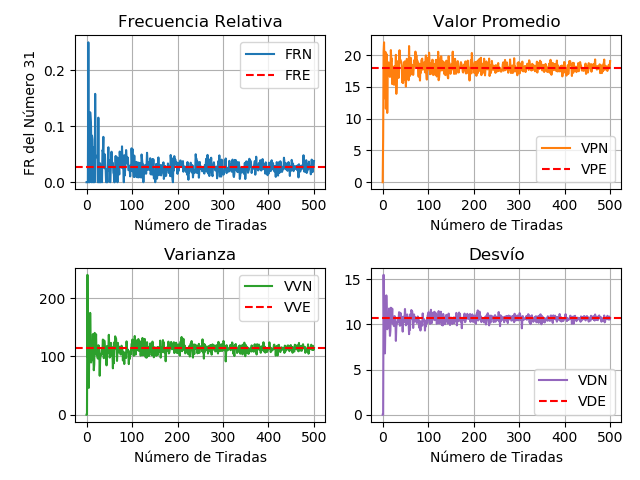 Frecuencia Relativa
FR del Número 31
0.2
0.1
0.0
FRN
FRE
0 100 200 300 400 500
Número de Tiradas
Valor Promedio
20
15
10
5
0
VPN
VPE
0 100 200 300 400 500
Número de Tiradas
Varianza
200
100
0
VVN
VVE
0 100 200 300 400 500
Número de Tiradas
Desvío
15
10
5
0
VDN
VDE
0 100 200 300 400 500
Número de Tiradas